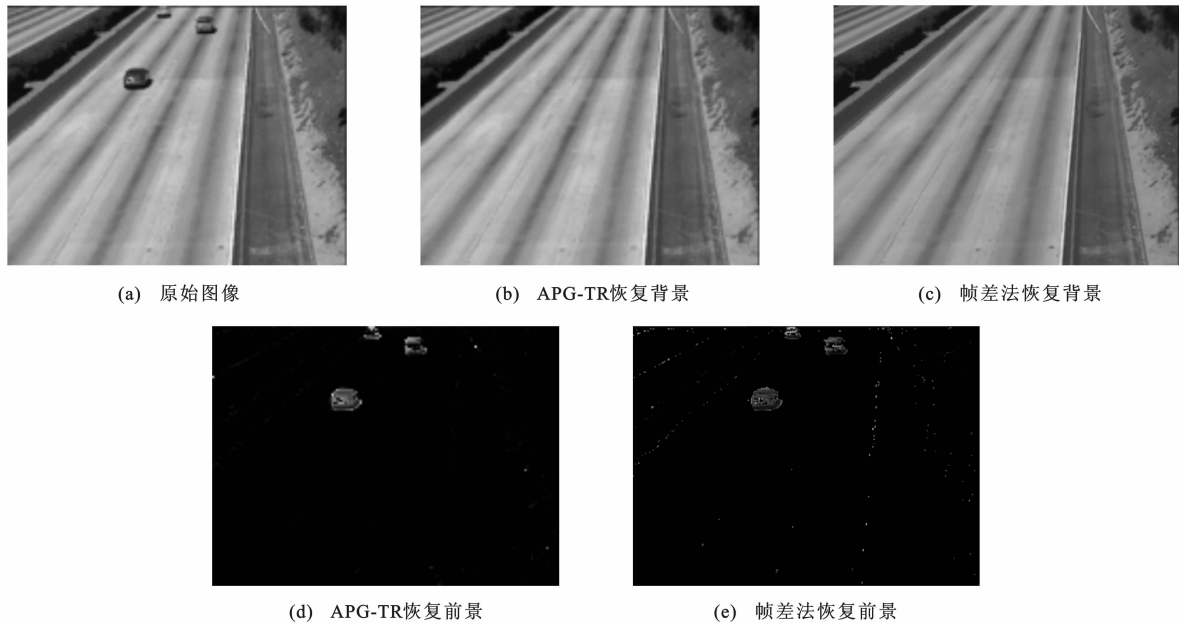 (a) 原始图像
(b) APG-TR恢复背景
(c) 帧差法恢复背景
(d) APG-TR恢复前景
(e) 帧差法恢复前景